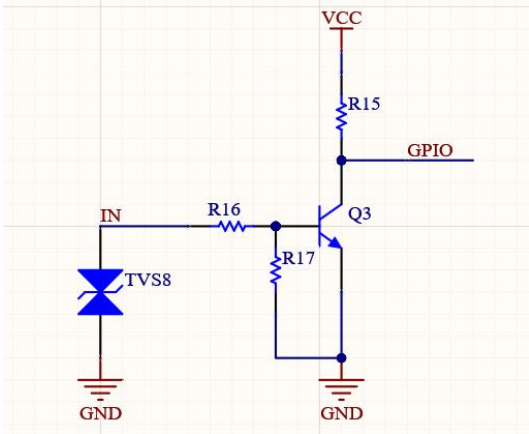 VCC
R15
GPIO
IN
R16
Q3
R17
TVS8
GND
GND